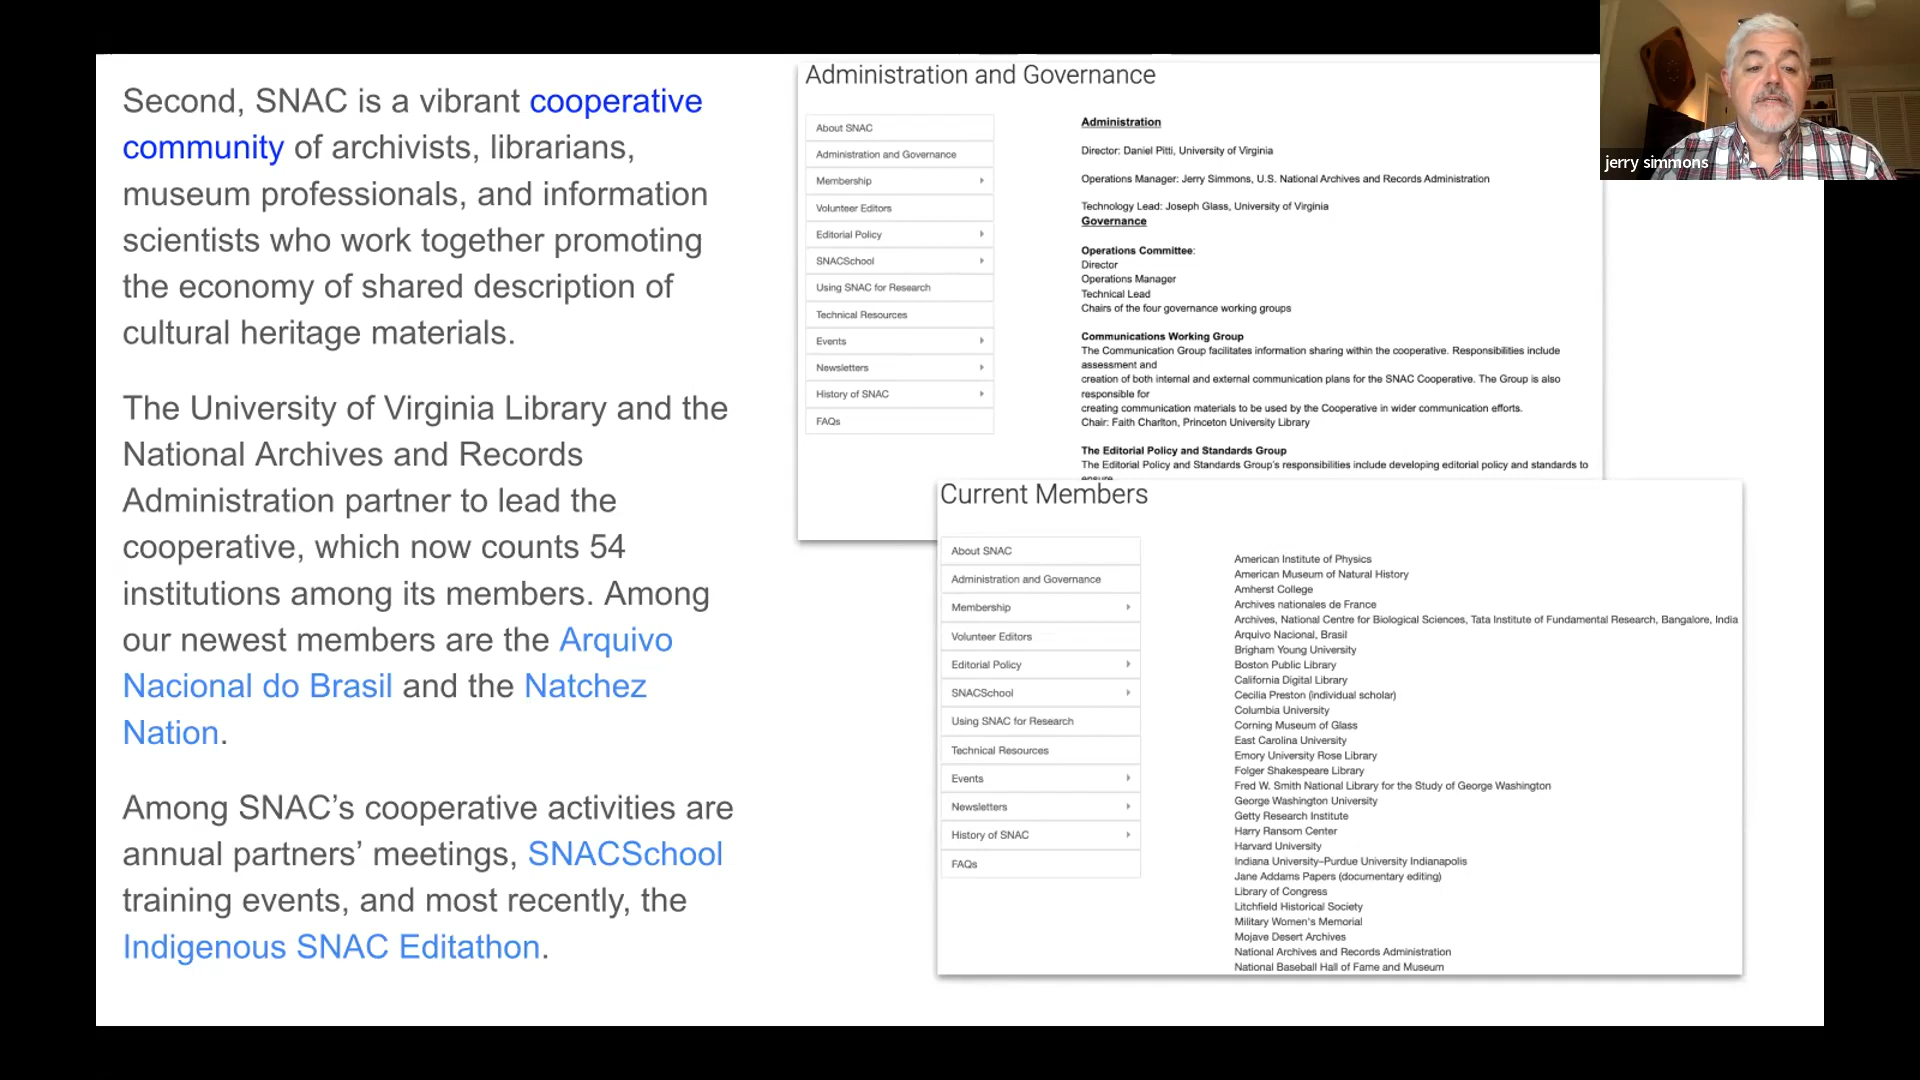 Second, SNAC is a vibrant cooperative
community of archivists, librarians,
museum professionals, and information
scientists who work together promoting
the economy of shared description of
cultural heritage materials.
The University of Virginia Library and the
National Archives and Records
Administration partner to lead the
cooperative, which now counts 54
institutions among its members. Among
our newest members are the Arquivo
Nacional do Brasil and the Natchez
Nation.
Among SNAC’s cooperative activities are
annual partners’ meetings, SNACSchool
training events, and most recently, the
Indigenous SNAC Editathon.
Administration and Governance
About SNAC
Administration and Governance
Membership
Volunteer Editors
Editorial Policy
SNACSchool
Using SNAC for Research
Technical Resources
Events
Newsletters
History of SNAC
FAQs
Administration
Director: Daniel Pitti, University of Virginia
Operations Manager: Jerry Simmons, U.S. National Archives and Records Administration
Technology Lead: Joseph Glass, University of Virginia
Governance
Operations Committee:
Director
Operations Manager
Technical Lead
Chairs of the four governance working groups
Communications Working Group
The Communication Group facilitates information sharing within the cooperative. Responsibilities include
assessment and
creation of both internal and external communication plans for the SNAC Cooperative. The Group is also
responsible for
creating communication materials to be used by the Cooperative in wider communication efforts.
Chair: Faith Charlton, Princeton University Library
The Editorial Policy and Standards Group
The Editorial Policy and Standards Group's responsibilities include developing editorial policy and standards to
ensure
Current Members
About SNAC
Administration and Governance
Membership
Volunteer Editors
Editorial Policy
SNACSchool
Using SNAC for Research
Technical Resources
Events
Newsletters
History of SNAC
FAQs
American Institute of Physics
American Museum of Natural History
Amherst College
Archives nationales de France
Archives, National Centre for Biological Sciences, Tata Institute of Fundamental Research, Bangalore, India
Arquivo Nacional, Brasil
Brigham Young University
Boston Public Library
California Digital Library
Cecilia Preston (individual scholar)
Columbia University
Corning Museum of Glass
East Carolina University
Emory University Rose Library
Folger Shakespeare Library
Fred W. Smith National Library for the Study of George Washington
George Washington University
Getty Research Institute
Harry Ransom Center
Harvard University
Indiana University–Purdue University Indianapolis
Jane Addams Papers (documentary editing)
Library of Congress
Litchfield Historical Society
Military Women's Memorial
Mojave Desert Archives
National Archives and Records Administration
National Baseball Hall of Fame and Museum
jerry simmons